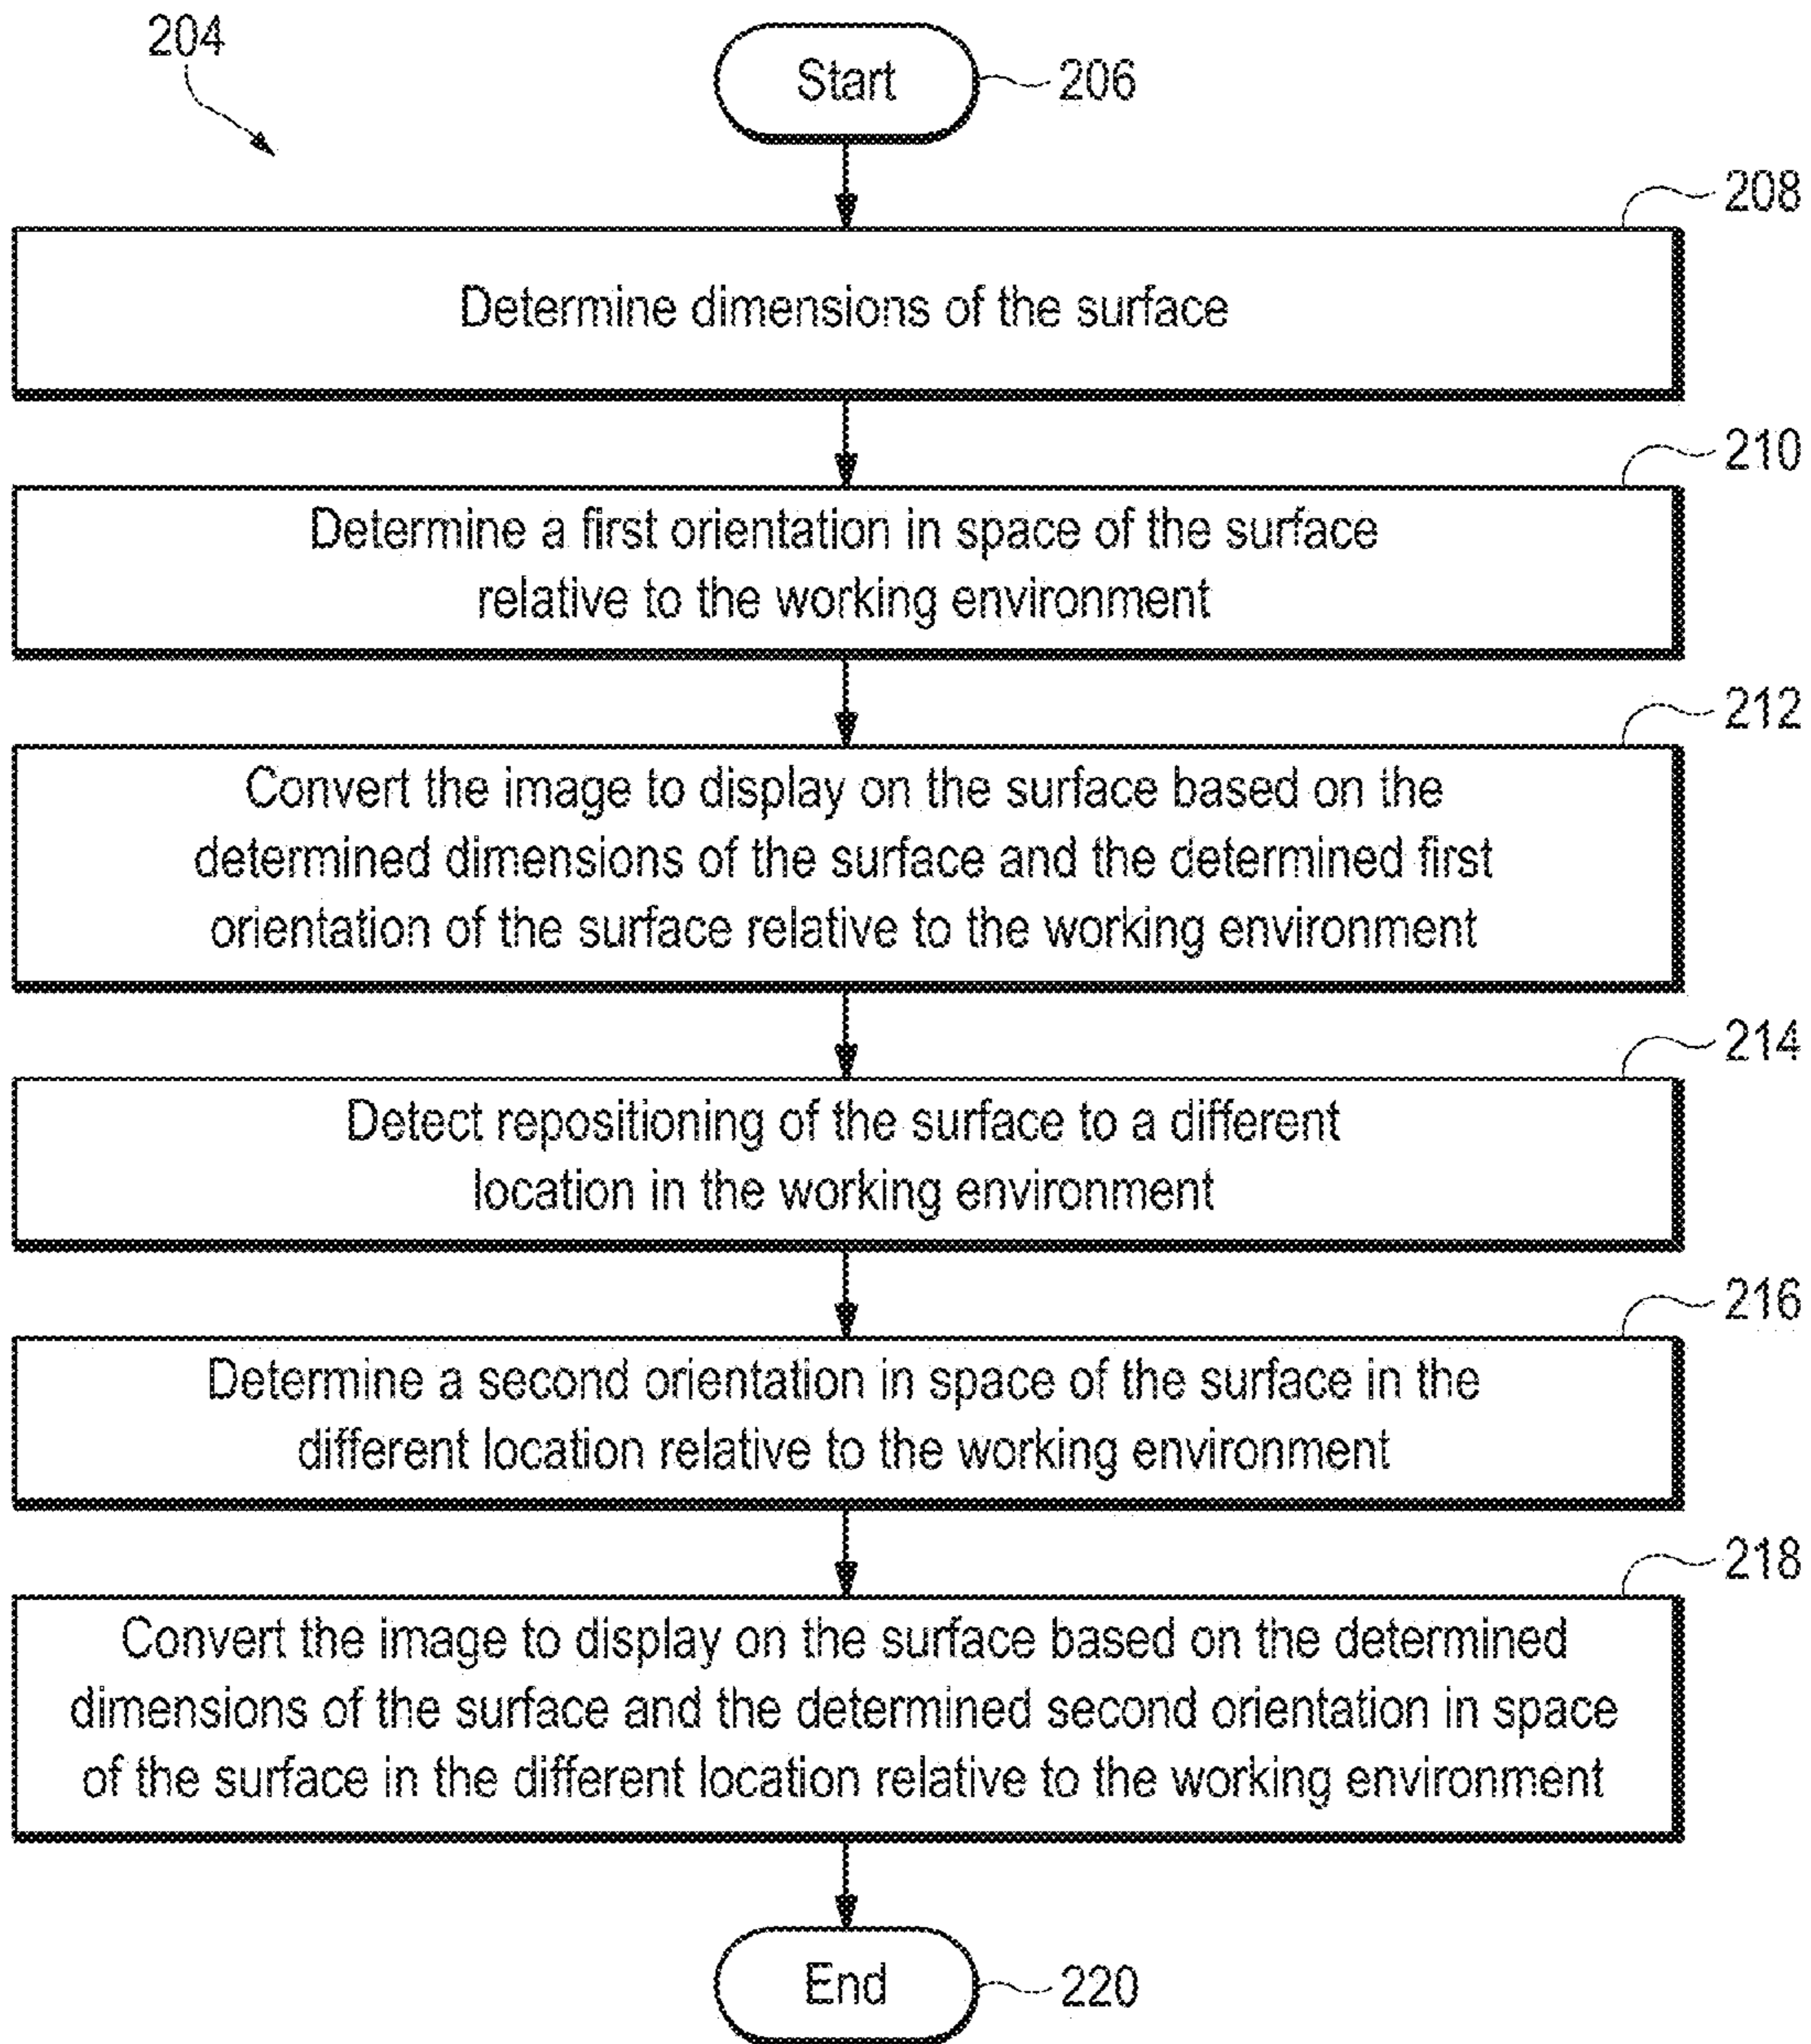 204
Start
206
208
Determine dimensions of the surface
210
Determine a first orientation in space of the surface
relative to the working environment
212
Convert the image to display on the surface based on the
determined dimensions of the surface and the determined first
orientation of the surface relative to the working environment
214
Detect repositioning of the surface to a different
location in the working environment
216
Determine a second orientation in space of the surface in the
different location relative to the working environment
218
Convert the image to display on the surface based on the determined
dimensions of the surface and the determined second orientation in space
of the surface in the different location relative to the working environment
End
220